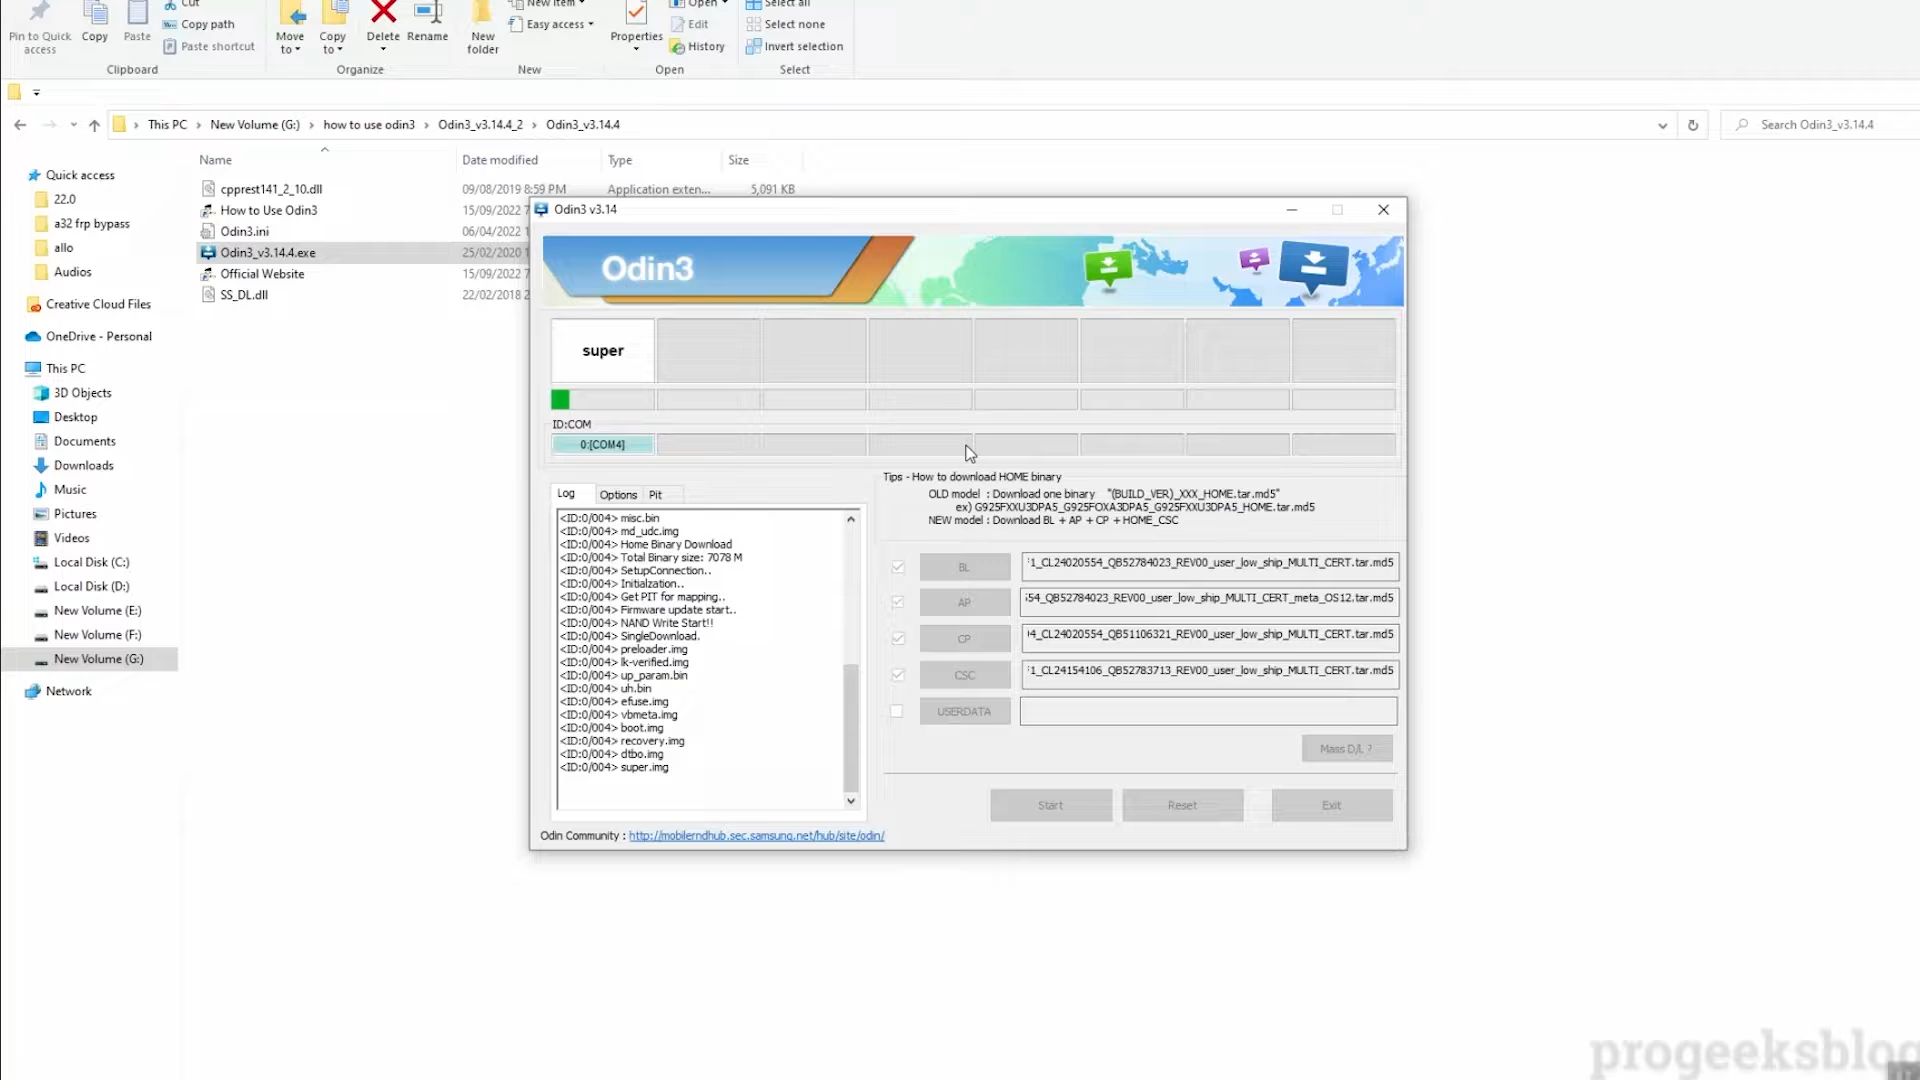 Cut
New item
Open
Select all
Pin to Quick access
Copy
Paste
Copy path
Paste shortcut
Move to
Copy to
Delete
Rename
New folder
Easy access
Properties
Edit
History
Select none
Invert selection
Clipboard
Organize
New
Open
Select
This PC > New Volume (G:) > how to use odin3 > Odin3_v3.14.4_2 > Odin3_v3.14.4
Search Odin3_v3.14.4
Name Date modified Type Size
Quick access
22.0
a32 frp bypass
allo
Audios
Creative Cloud Files
OneDrive - Personal
This PC
3D Objects
Desktop
Documents
Downloads
Music
Pictures
Videos
Local Disk (C:)
Local Disk (D:)
New Volume (E:)
New Volume (F:)
New Volume (G:)
Network
cpprest141_2_10.dll 09/08/2019 8:59 PM Application exten... 5,091 KB
How to Use Odin3 15/09/2022 7
Odin3.ini 06/04/2022 1
Odin3_v3.14.4.exe 25/02/2020 1
Official Website 15/09/2022 7
SS_DL.dll 22/02/2018 2
Odin3 v3.14
Odin3
super
ID:COM
0:[COM4]
Log Options Pit
<ID:0/004> misc.bin
<ID:0/004> md_udc.img
<ID:0/004> Home Binary Download
<ID:0/004> Total Binary size: 7078 M
<ID:0/004> SetupConnection..
<ID:0/004> Initialzation..
<ID:0/004> Get PIT for mapping..
<ID:0/004> Firmware update start..
<ID:0/004> NAND Write Start!!
<ID:0/004> SingleDownload.
<ID:0/004> preloader.img
<ID:0/004> lk-verified.img
<ID:0/004> up_param.bin
<ID:0/004> uh.bin
<ID:0/004> efuse.img
<ID:0/004> vbmeta.img
<ID:0/004> boot.img
<ID:0/004> recovery.img
<ID:0/004> dtbo.img
<ID:0/004> super.img
Tips - How to download HOME binary
OLD model : Download one binary "(BUILD_VER)_XXX_HOME.tar.md5"
ex) G925FXXU3DPA5_G925FOXA3DPA5_G925FXXU3DPA5_HOME.tar.md5
NEW model : Download BL + AP + CP + HOME_CSC
BL 1_CL24020554_QB52784023_REV00_user_low_ship_MULTI_CERT.tar.md5
AP 54_QB52784023_REV00_user_low_ship_MULTI_CERT_meta_OS12.tar.md5
CP 4_CL24020554_QB51106321_REV00_user_low_ship_MULTI_CERT.tar.md5
CSC 1_CL24154106_QB52783713_REV00_user_low_ship_MULTI_CERT.tar.md5
USERDATA
Mass D/L ?
Start Reset Exit
Odin Community : http://mobilerndhub.sec.samsung.net/hub/site/odin/
progeeksblog